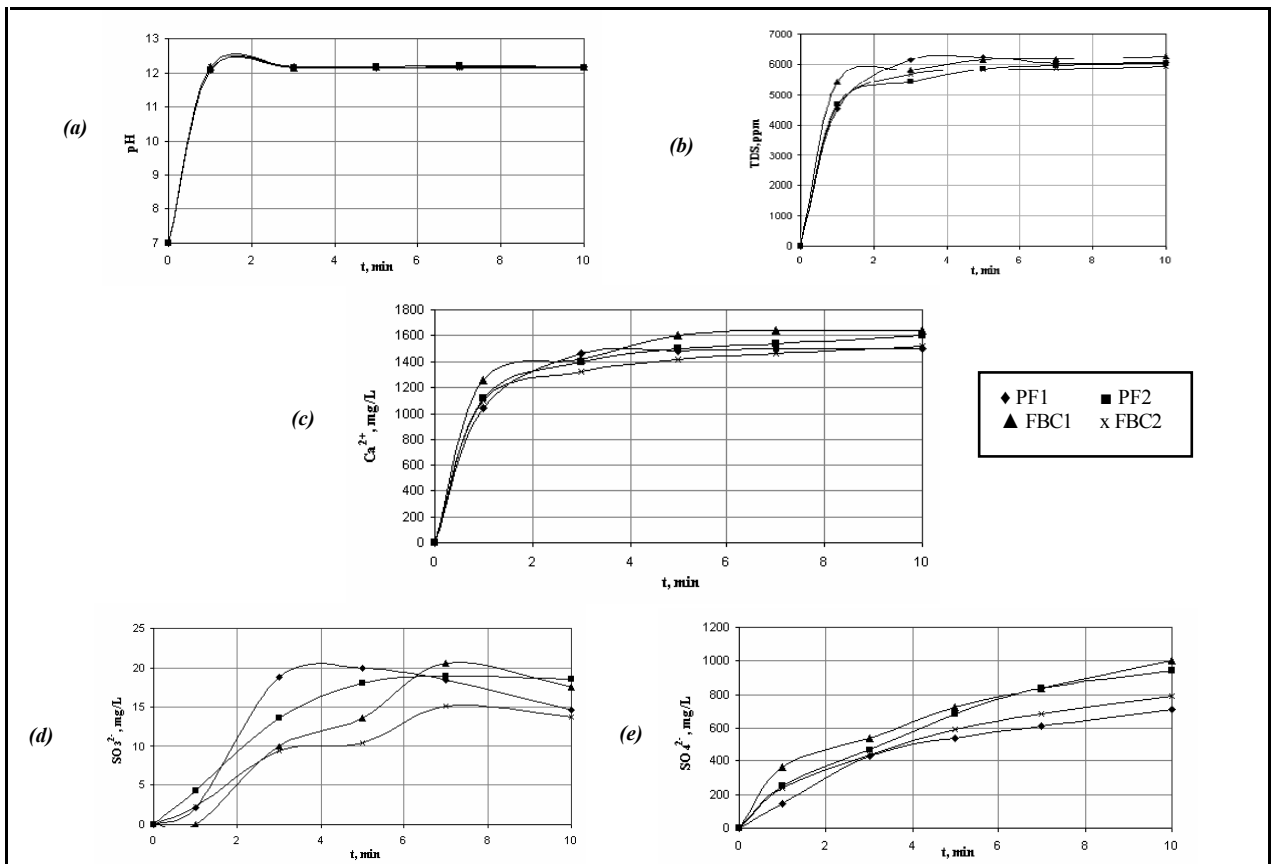 (a)
pH
13
12
11
10
9
8
7
0 2 4 6 8 10
t, min
(b)
TDS,ppm
7000
6000
5000
4000
3000
2000
1000
0
0 2 4 6 8 10
t, min
(c)
Ca²⁺, mg/L
1800
1600
1400
1200
1000
800
600
400
200
0
0 2 4 6 8 10
t, min
♦ PF1 ■ PF2
▲ FBC1 x FBC2
(d)
SO₃²⁻, mg/L
25
20
15
10
5
0
0 2 4 6 8 10
t, min
(e)
SO₄²⁻, mg/L
1200
1000
800
600
400
200
0
0 2 4 6 8 10
t, min